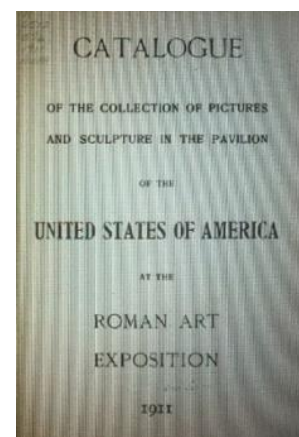 CATALOGUE
OF THE COLLECTION OF PICTURES
AND SCULPTURE IN THE PAVILION
OF THE
UNITED STATES OF AMERICA
AT THE
ROMAN ART
EXPOSITION
1911